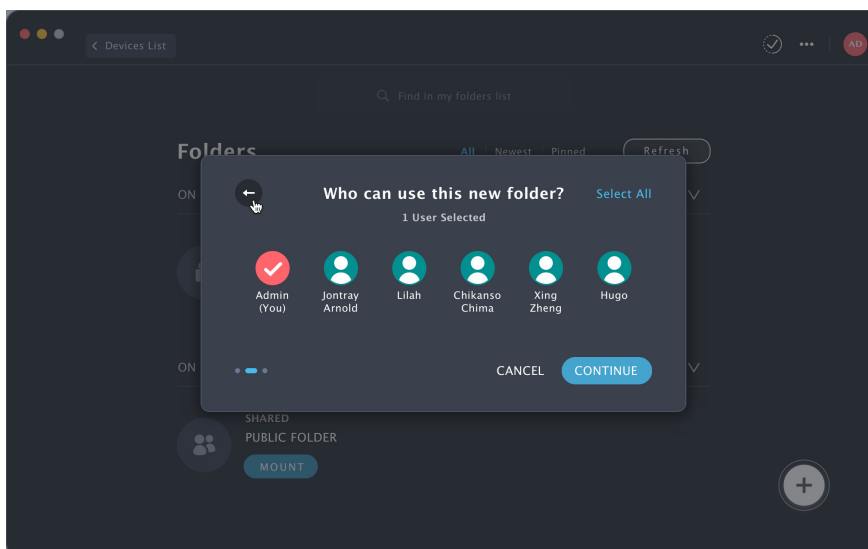 Devices List
AD
Find in my folders list
Folders
All Newest Pinned Refresh
ON
Who can use this new folder? Select All
1 User Selected
Admin (You)
Jontray Arnold
Lilah
Chikanso Chima
Xing Zheng
Hugo
ON
CANCEL CONTINUE
SHARED
PUBLIC FOLDER
MOUNT